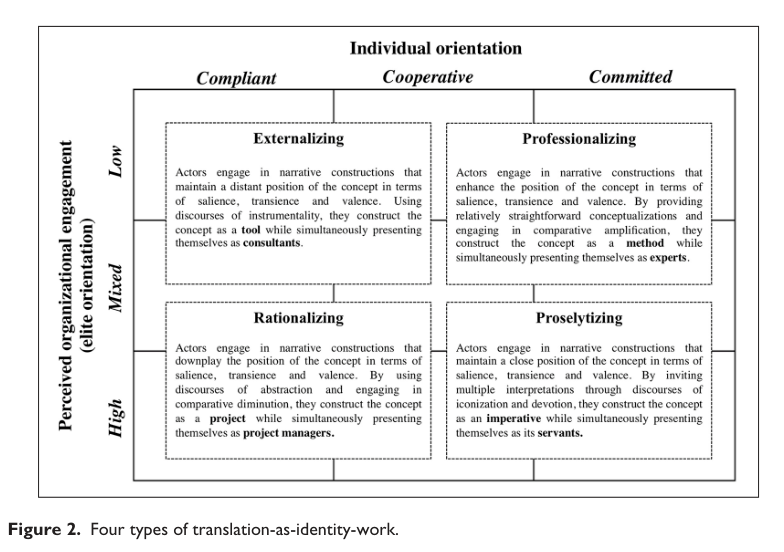 Individual orientation
Compliant
Cooperative
Committed
Perceived organizational engagement
(elite orientation)
Low
Mixed
High
Externalizing
Actors engage in narrative constructions that
maintain a distant position of the concept in terms
of salience, transience and valence. Using
discourses of instrumentality, they construct the
concept as a tool while simultaneously presenting
themselves as consultants.
Professionalizing
Actors engage in narrative constructions that
enhance the position of the concept in terms of
salience, transience and valence. By providing
relatively straightforward conceptualizations and
engaging in comparative amplification, they
construct the concept as a method while
simultaneously presenting themselves as experts.
Rationalizing
Actors engage in narrative constructions that
downplay the position of the concept in terms of
salience, transience and valence. By using
discourses of abstraction and engaging in
comparative diminution, they construct the concept
as a project while simultaneously presenting
themselves as project managers.
Proselytizing
Actors engage in narrative constructions that
maintain a close position of the concept in terms of
salience, transience and valence. By inviting
multiple interpretations through discourses of
iconization and devotion, they construct the concept
as an imperative while simultaneously presenting
themselves as its servants.
Figure 2. Four types of translation-as-identity-work.